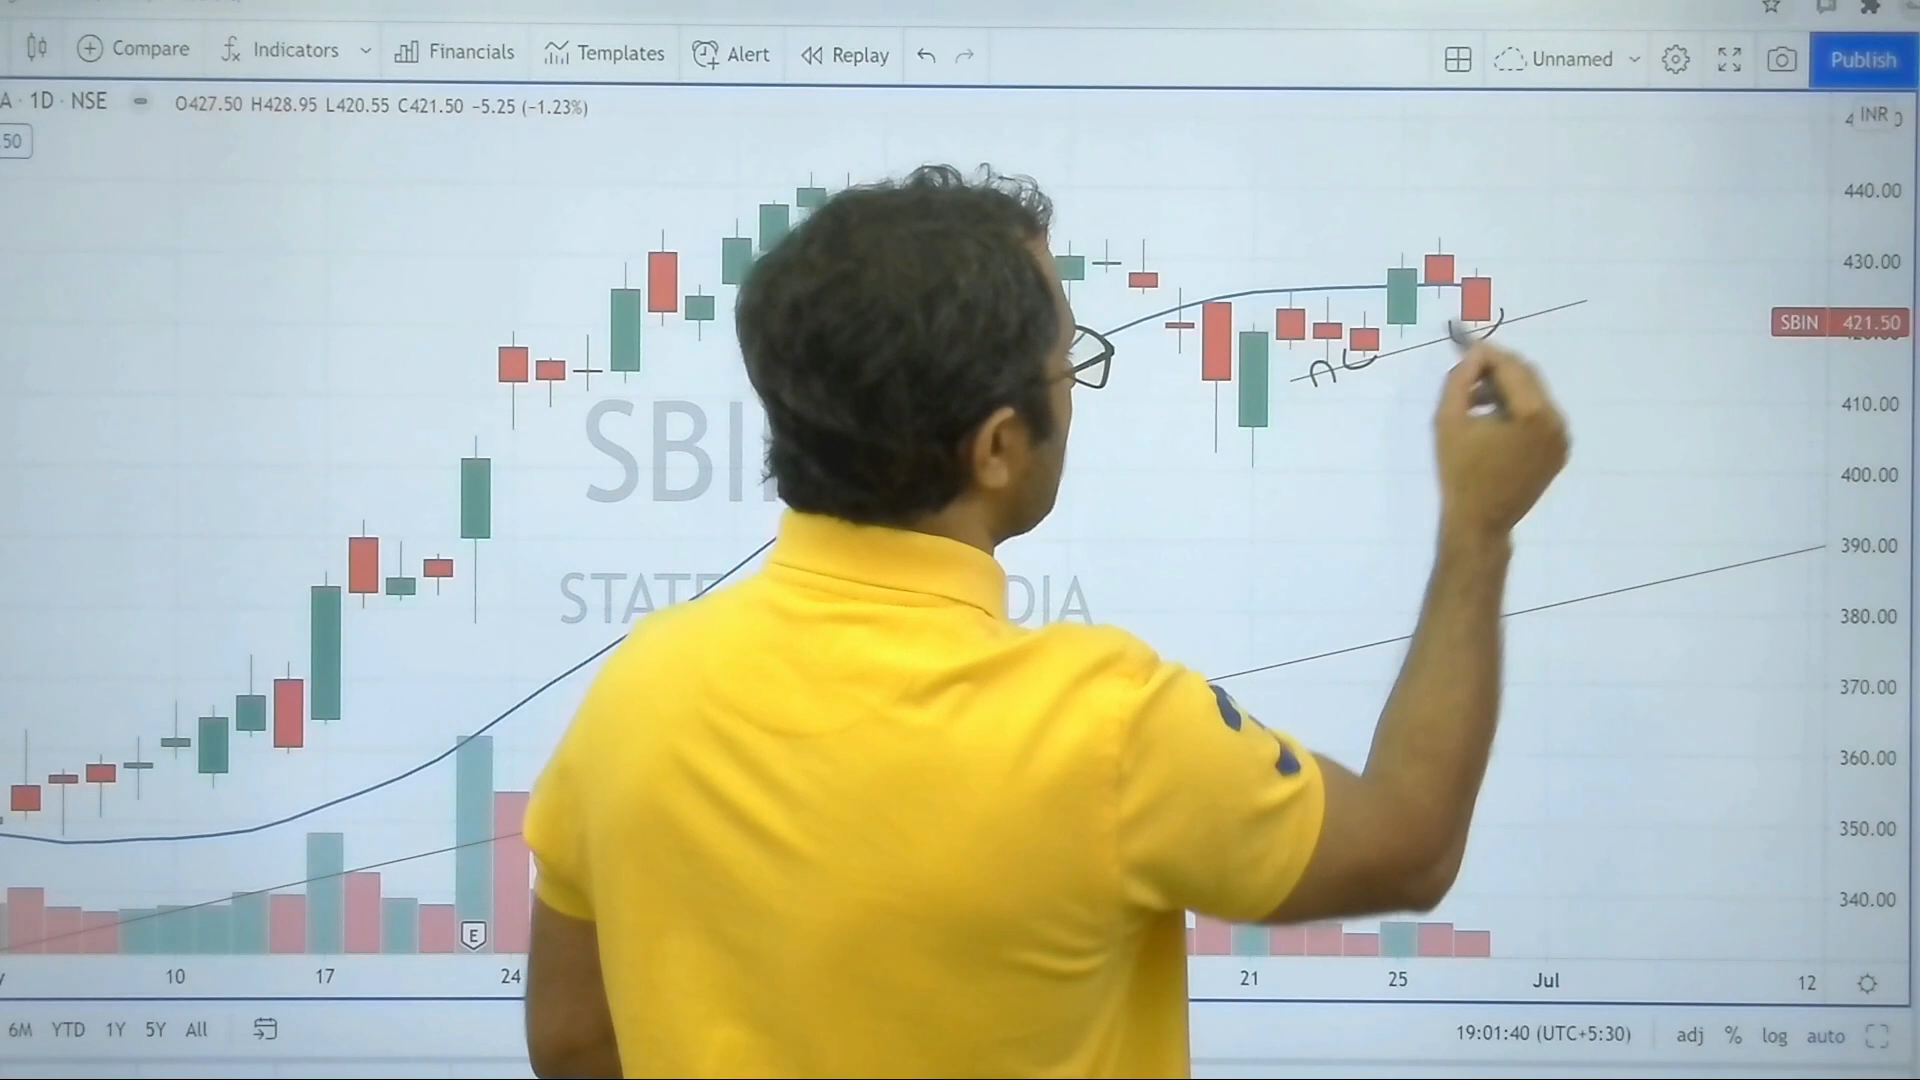 Compare Indicators Financials Templates Alert Replay Unnamed Publish
1D · NSE O427.50 H428.95 L420.55 C421.50 −5.25 (−1.23%)
INR
50
440.00
430.00
SBIN 421.50
410.00
400.00
390.00
380.00
370.00
360.00
350.00
340.00
SBI
STATE DIA
E
10 17 24 21 25 Jul 12
6M YTD 1Y 5Y All 19:01:40 (UTC+5:30) adj % log auto